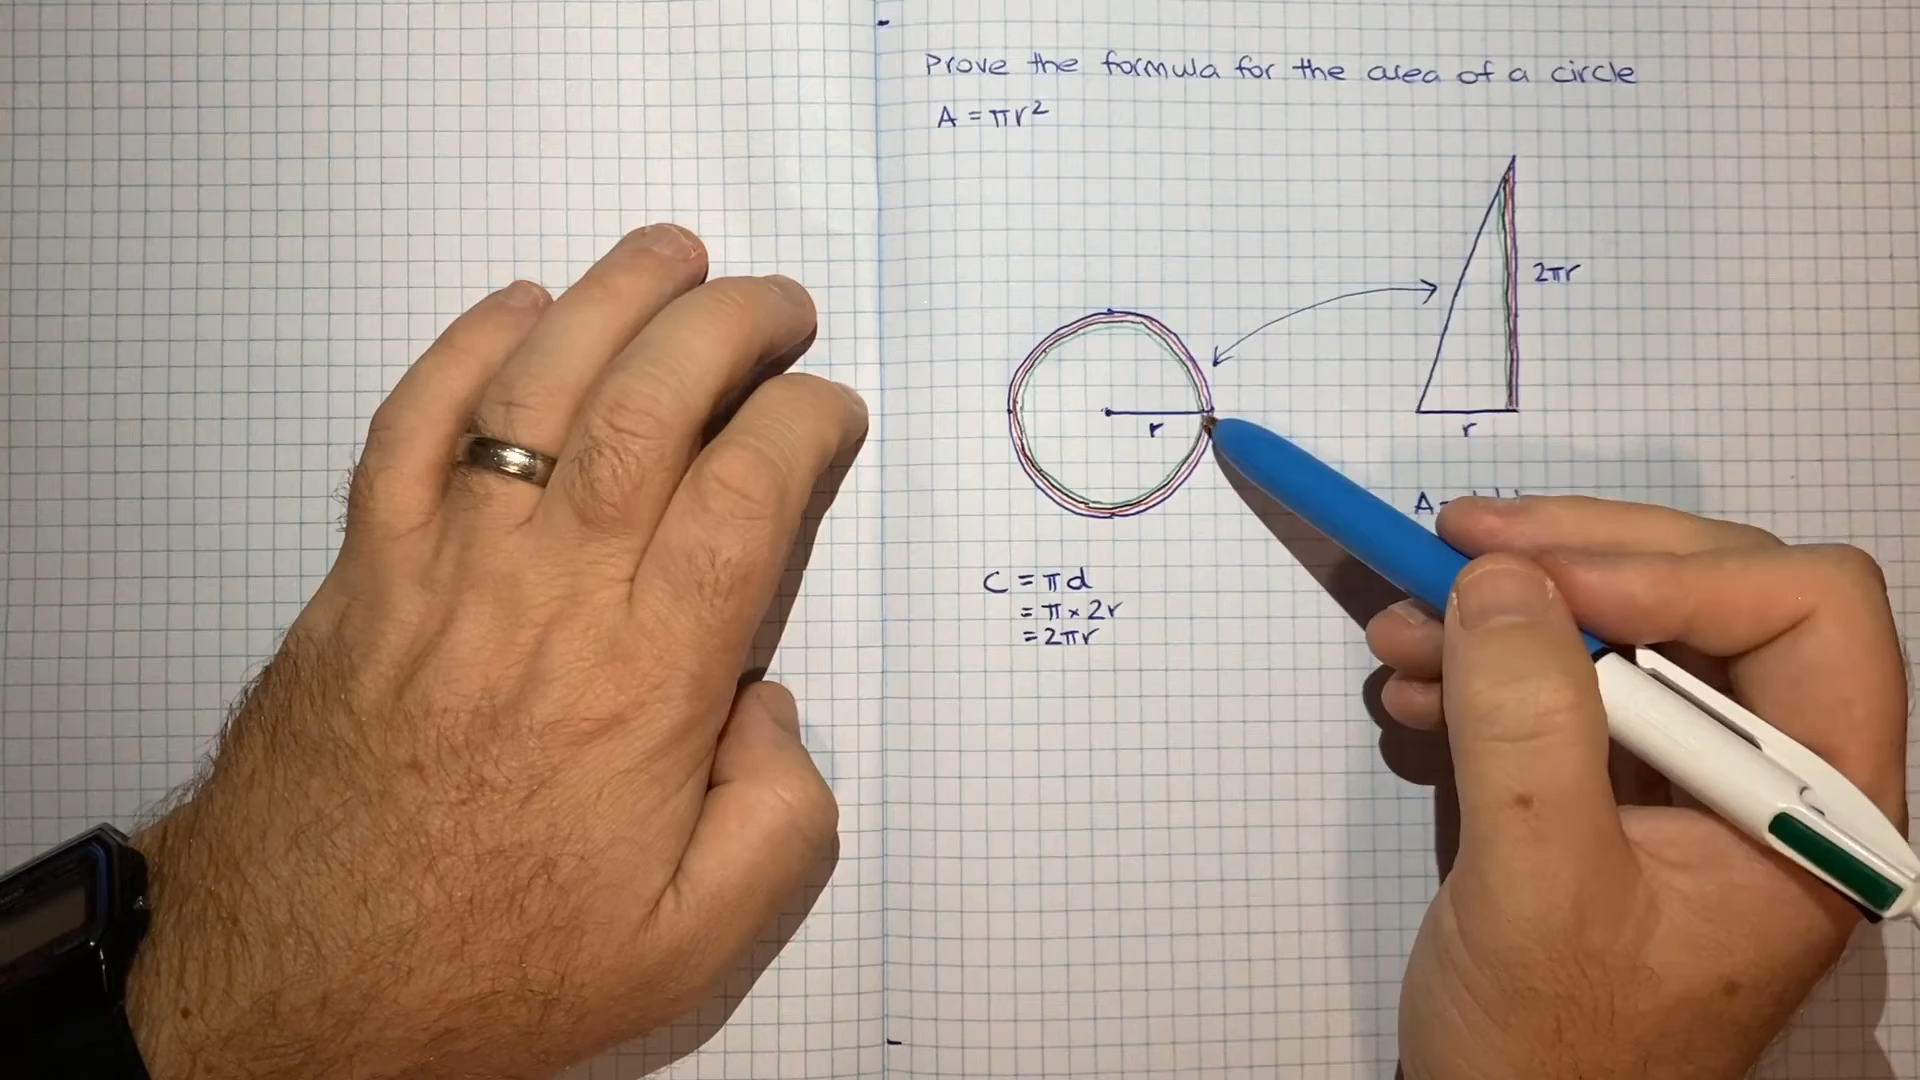 Prove the formula for the area of a circle
A = πr²
2πr
r
r
A
C = πd
= π × 2r
= 2πr